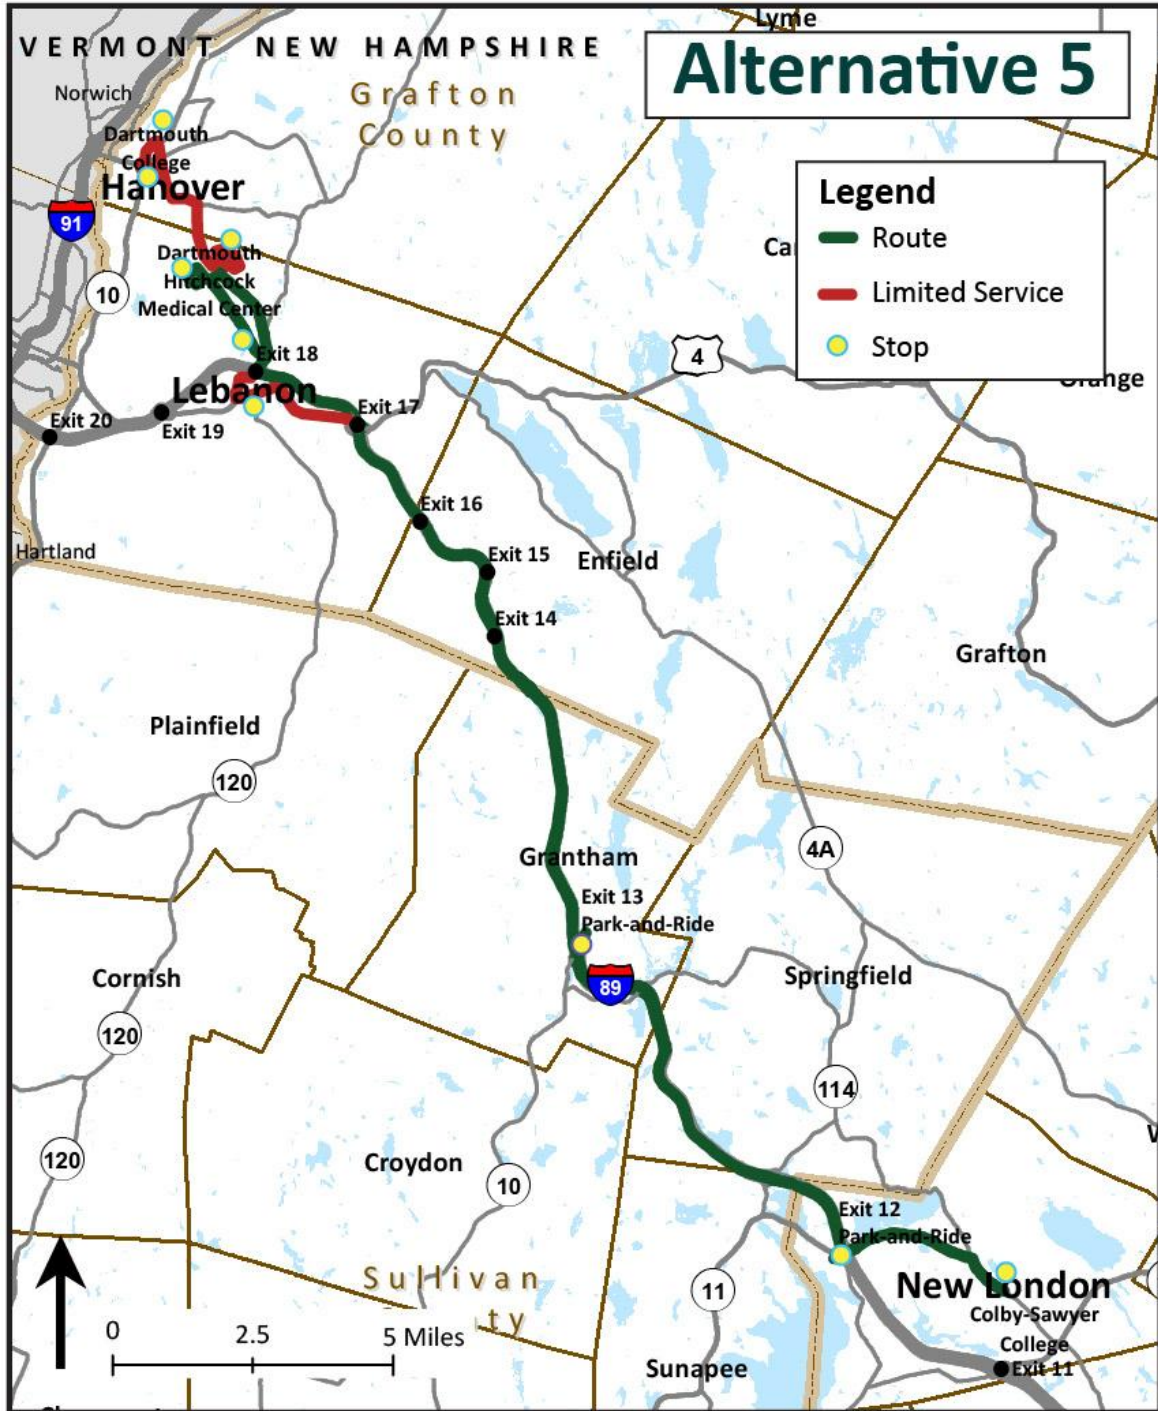 Lyme
VERMONT NEW HAMPSHIRE
Alternative 5
Norwich
Grafton
County
Dartmouth
College
Hanover
Legend
Route
Limited Service
Stop
91
Dartmouth
Hitchcock
Medical Center
10
4
Exit 18
Lebanon
Exit 17
Exit 20
Exit 19
Exit 16
Hartland
Exit 15
Enfield
Exit 14
Grafton
Plainfield
120
4A
Grantham
Exit 13
Park-and-Ride
Cornish
89
Springfield
120
114
120
Croydon
10
Exit 12
Park-and-Ride
Sullivan
11
New London
Colby-Sawyer
College
0 2.5 5 Miles
Sunapee
Exit 11